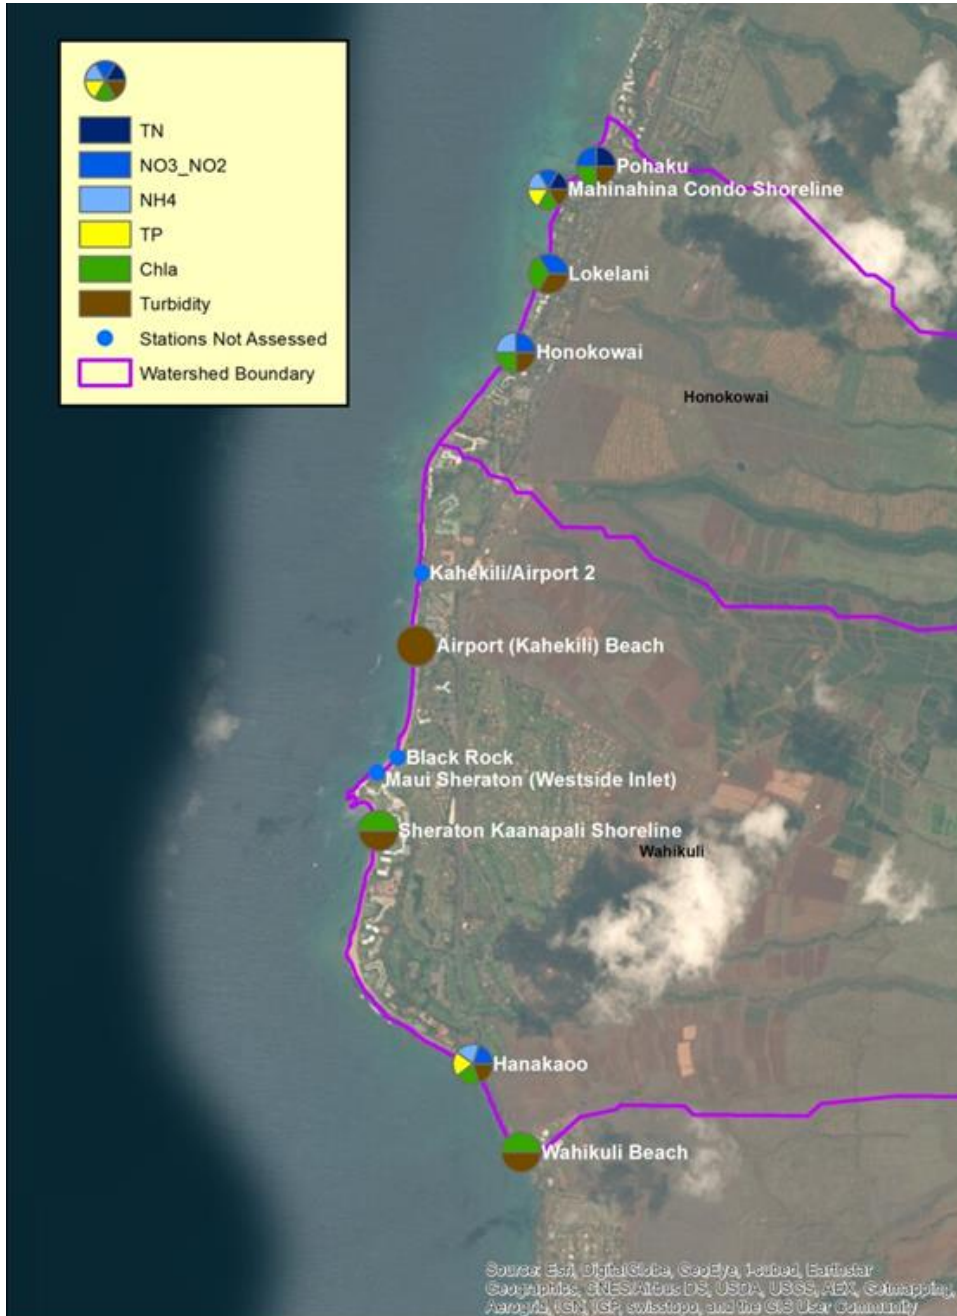 TN
NO3_NO2
NH4
TP
Chla
Turbidity
Stations Not Assessed
Watershed Boundary
Pohaku
Mahinahina Condo Shoreline
Lokelani
Honokowai
Honokowai
Kahekili/Airport 2
Airport (Kahekili) Beach
Black Rock
Maui Sheraton (Westside Inlet)
Sheraton Kaanapali Shoreline
Wahikuli
Hanakaoo
Wahikuli Beach
Source: Esri, DigitalGlobe, GeoEye, i-cubed, Earthstar
Geographics, CNES/Airbus DS, USDA, USGS, AEX, Getmapping,
Aerogrid, IGN, IGP, swisstopo, and the GIS User Community